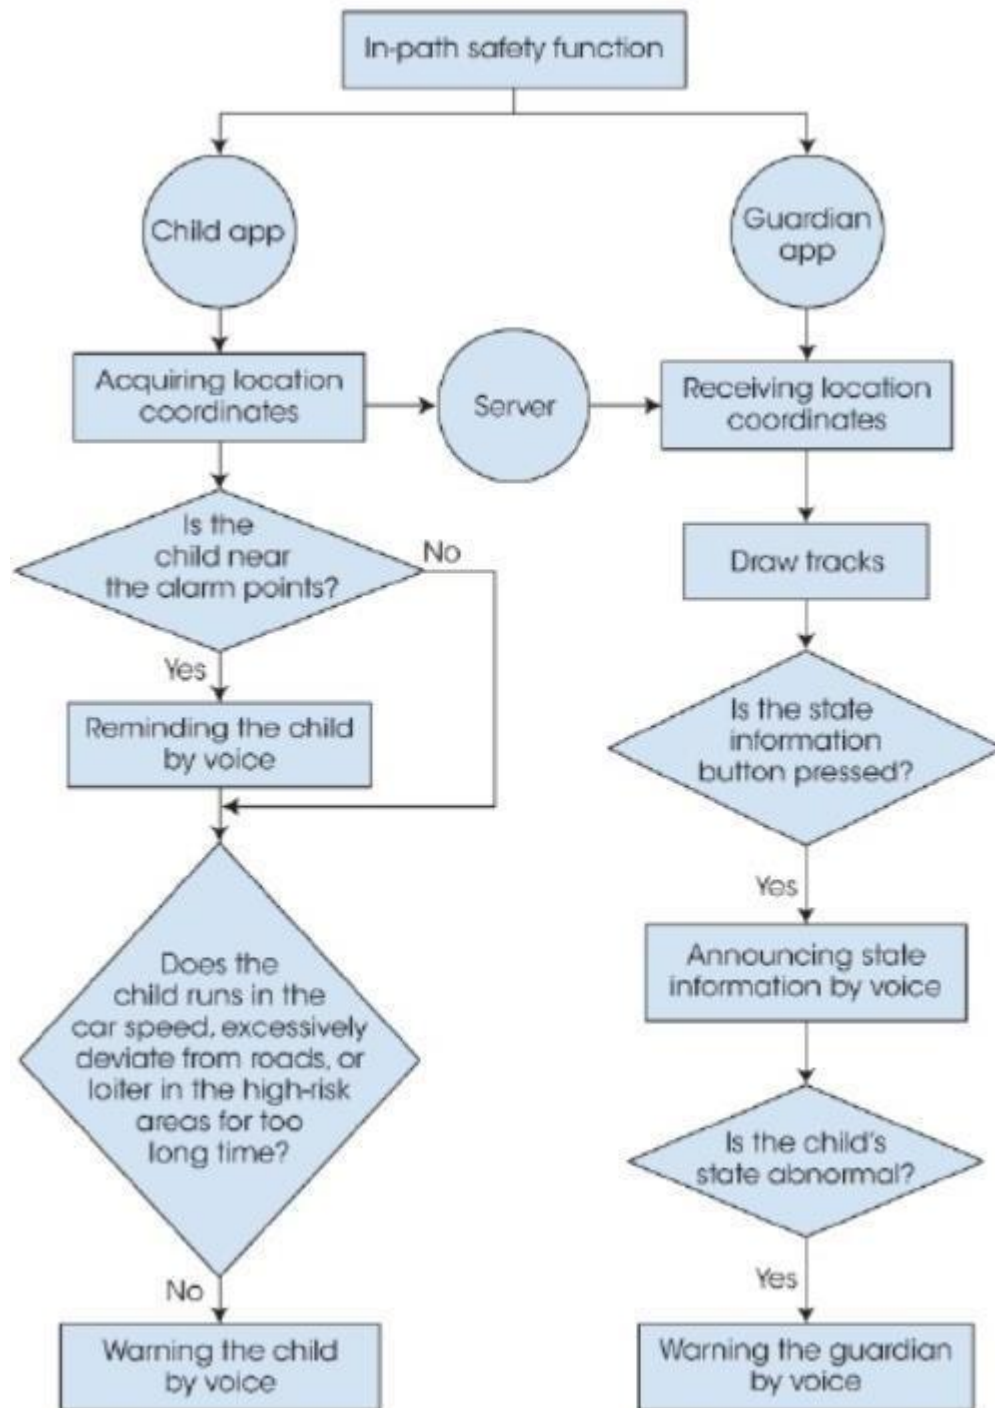 In-path safety function
Child app
Guardian
app
Acquiring location
coordinates
Server
Receiving location
coordinates
Is the
child near
the alarm points?
No
Draw tracks
Yes
Reminding the child
by voice
Is the state
information
button pressed?
Yes
Does the
child runs in the
car speed, excessively
deviate from roads, or
loiter in the high-risk
areas for too
long time?
Announcing state
information by voice
Is the child's
state abnormal?
No
Yes
Warning the child
by voice
Warning the guardian
by voice